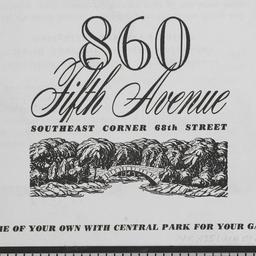 860
Fifth Avenue
SOUTHEAST CORNER 68th STREET
ME OF YOUR OWN WITH CENTRAL PARK FOR YOUR GA